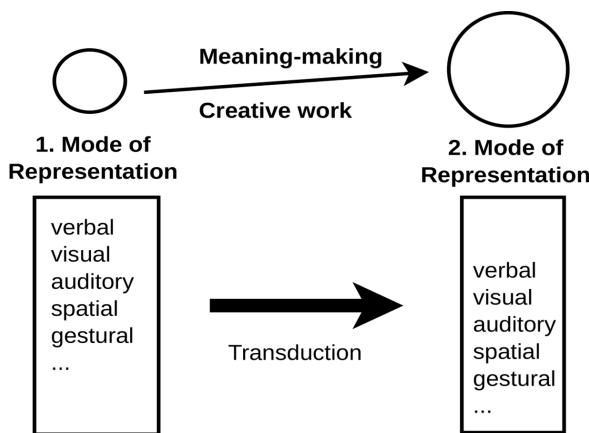 Meaning-making
Creative work
1. Mode of
Representation
2. Mode of
Representation
verbal
visual
auditory
spatial
gestural
...
Transduction
verbal
visual
auditory
spatial
gestural
...